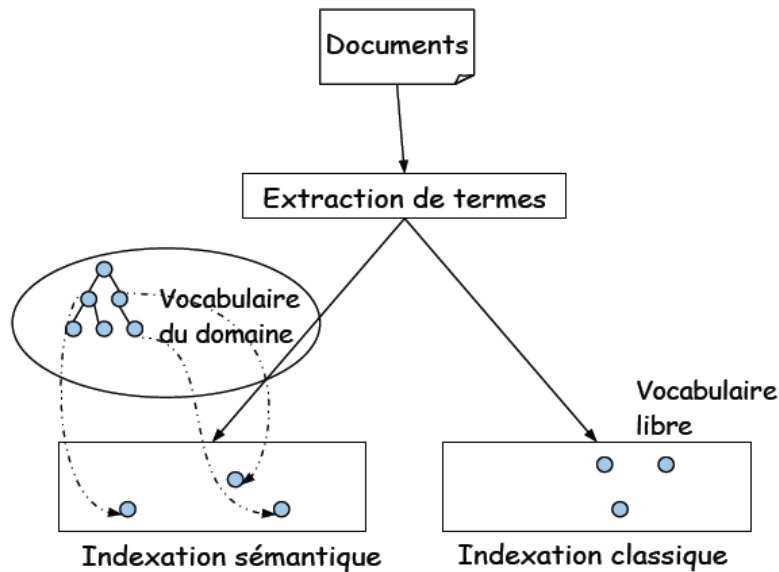 Documents
Extraction de termes
Vocabulaire
du domaine
Vocabulaire
libre
Indexation sémantique
Indexation classique